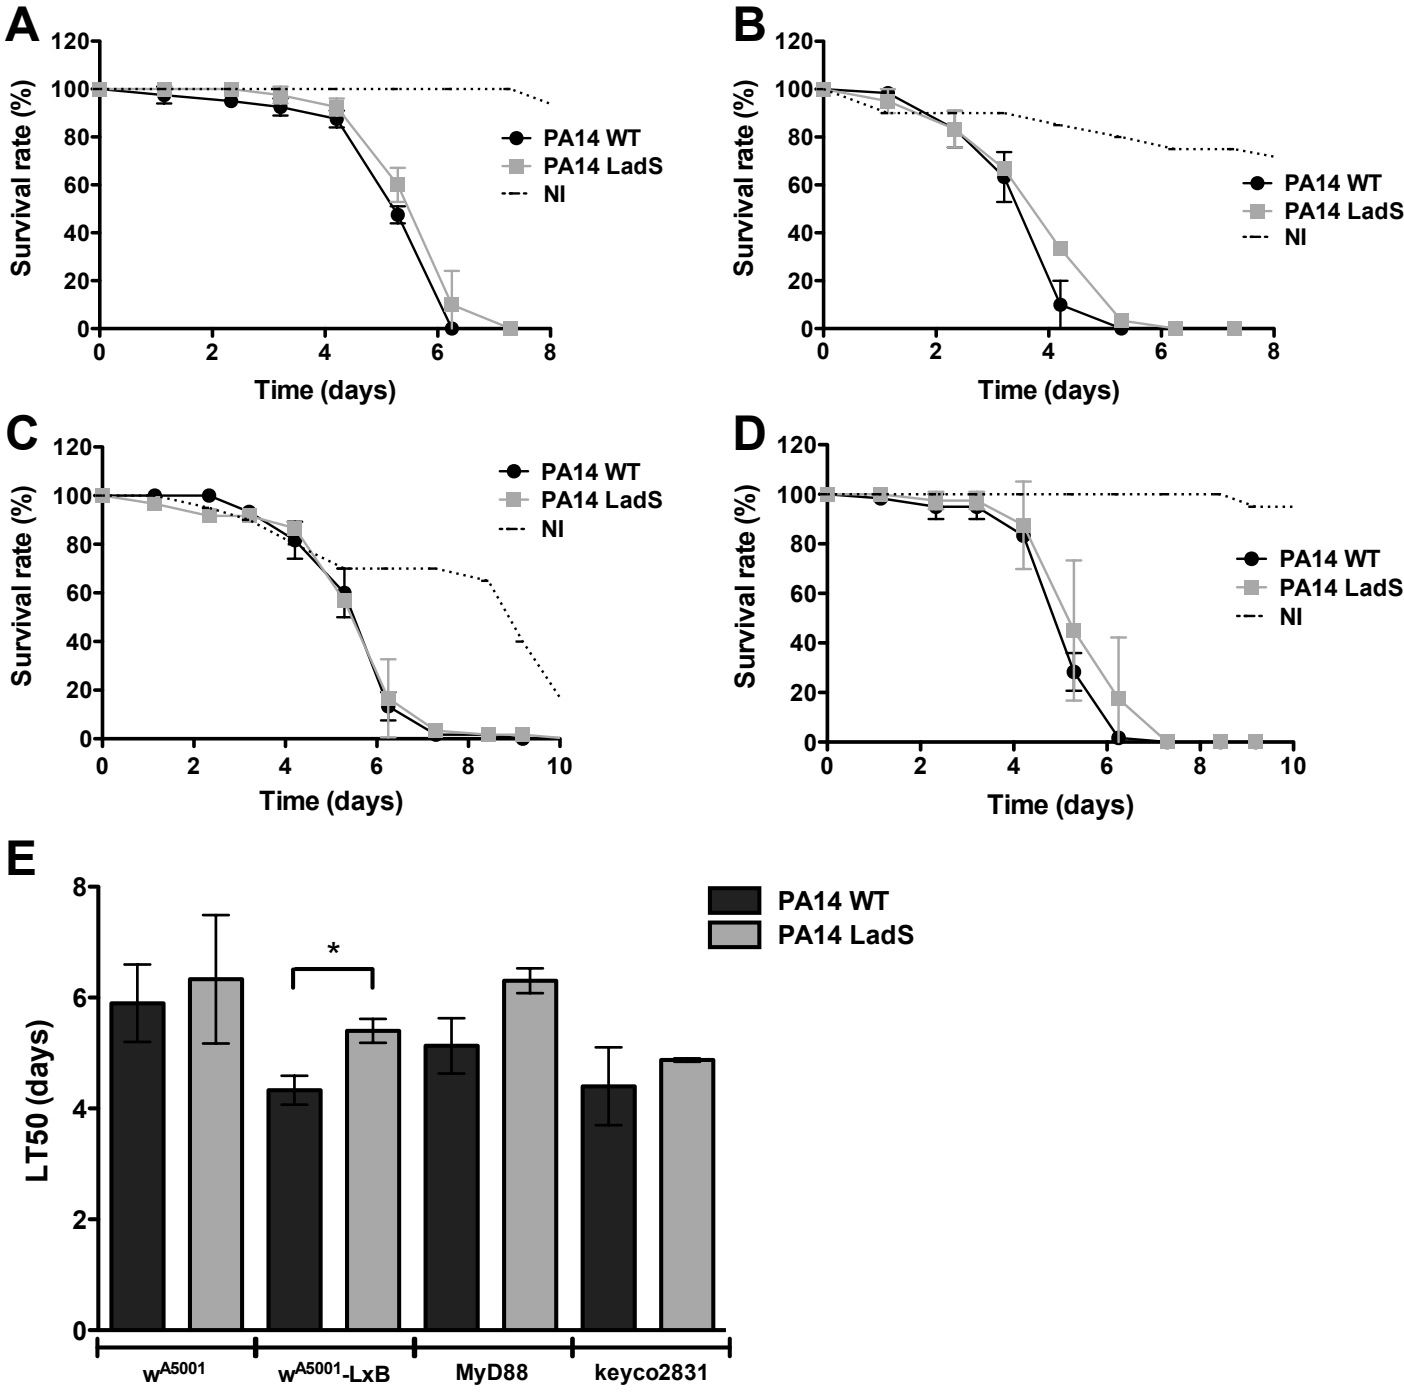 A
120
100
80
60
40
20
0
0 2 4 6 8
Survival rate (%)
Time (days)
PA14 WT
PA14 LadS
NI
B
120
100
80
60
40
20
0
0 2 4 6 8
Survival rate (%)
Time (days)
PA14 WT
PA14 LadS
NI
C
120
100
80
60
40
20
0
0 2 4 6 8 10
Survival rate (%)
Time (days)
PA14 WT
PA14 LadS
NI
D
120
100
80
60
40
20
0
0 2 4 6 8 10
Survival rate (%)
Time (days)
PA14 WT
PA14 LadS
NI
E
8
6
4
2
0
LT50 (days)
*
PA14 WT
PA14 LadS
wA5001 wA5001-LxB MyD88 keyco2831